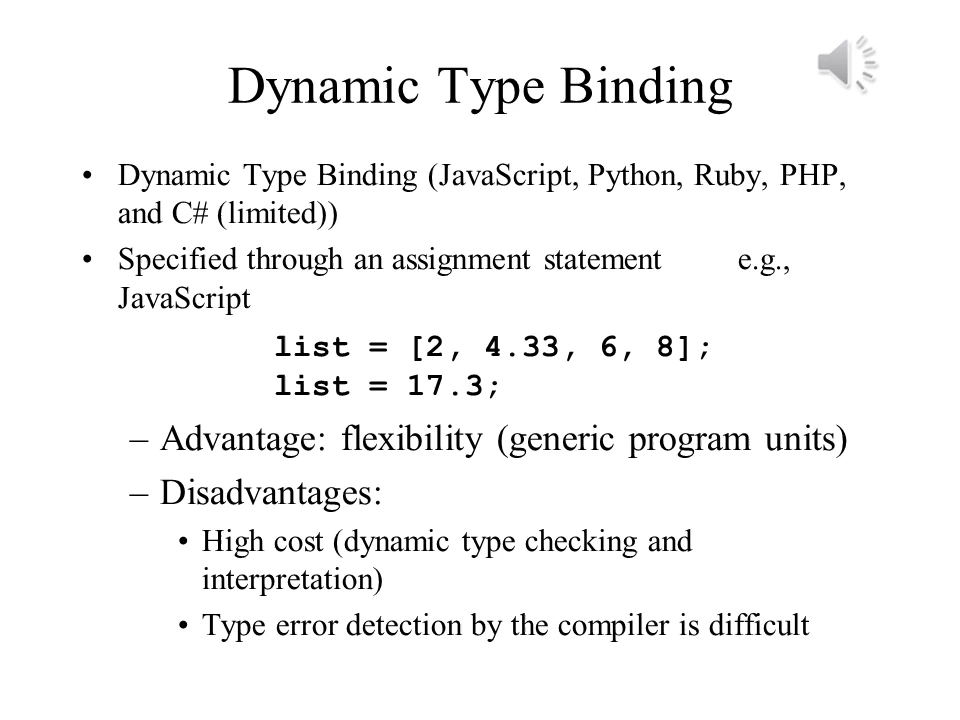 Dynamic Type Binding
• Dynamic Type Binding (JavaScript, Python, Ruby, PHP,
and C# (limited))
• Specified through an assignment statement e.g.,
JavaScript
list = [2, 4.33, 6, 8];
list = 17.3;
– Advantage: flexibility (generic program units)
– Disadvantages:
• High cost (dynamic type checking and
interpretation)
• Type error detection by the compiler is difficult